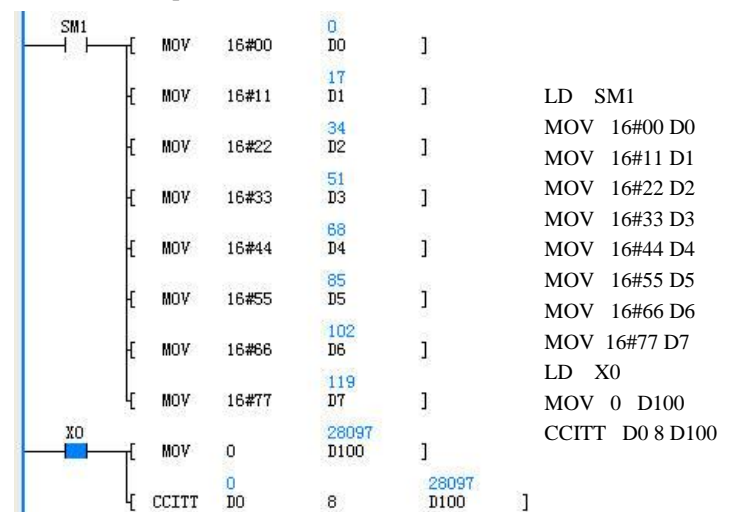 SM1
0
[ MOV 16#00 D0 ]
17
[ MOV 16#11 D1 ]
34
[ MOV 16#22 D2 ]
51
[ MOV 16#33 D3 ]
68
[ MOV 16#44 D4 ]
85
[ MOV 16#55 D5 ]
102
[ MOV 16#66 D6 ]
119
[ MOV 16#77 D7 ]
X0
28097
[ MOV 0 D100 ]
0 28097
[ CCITT D0 8 D100 ]
LD SM1
MOV 16#00 D0
MOV 16#11 D1
MOV 16#22 D2
MOV 16#33 D3
MOV 16#44 D4
MOV 16#55 D5
MOV 16#66 D6
MOV 16#77 D7
LD X0
MOV 0 D100
CCITT D0 8 D100